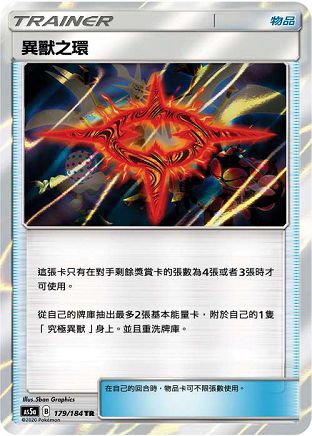 TRAINER 物品
異獸之環
這張卡只有在對手剩餘獎賞卡的張數為4張或者3張時才
可使用。
從自己的牌庫抽出最多2張基本能量卡,附於自己的1隻
「究極異獸」身上。並且重洗牌庫。
Illus.5ban Graphics
AS5a B 179/184 TR
©2020 Pokémon
在自己的回合時,物品卡可不限張數使用。